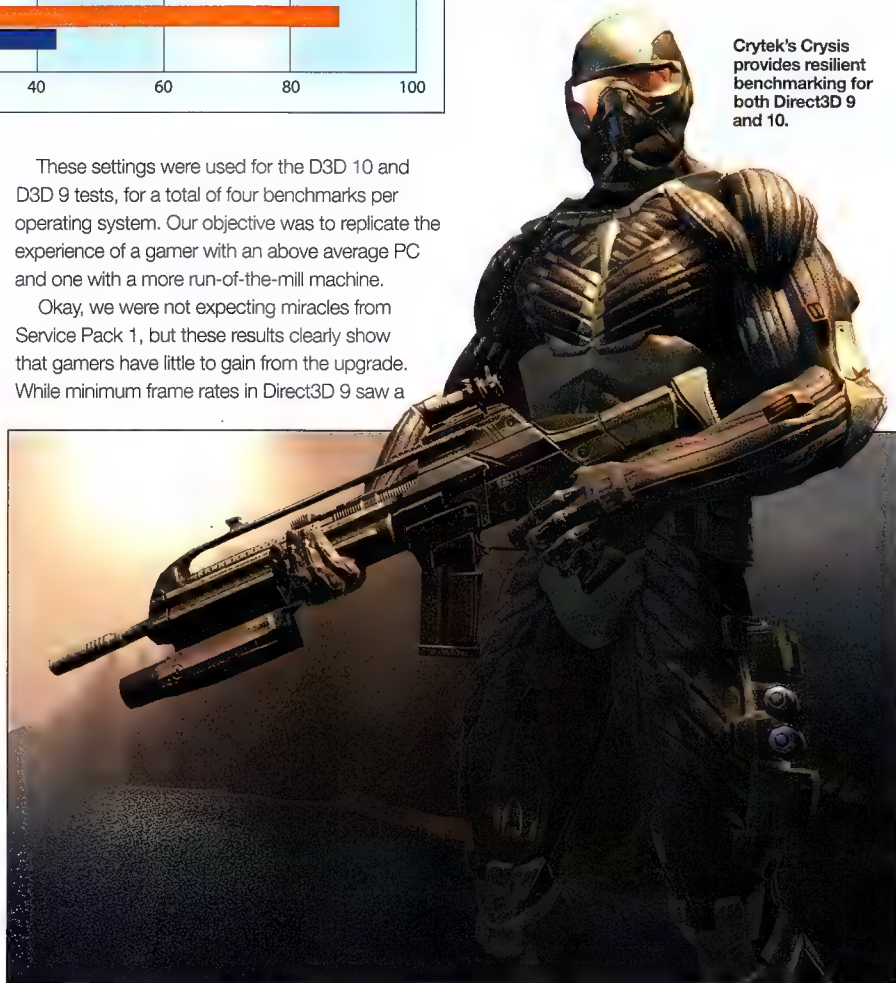 40 60 80 100
Crytek's Crysis
provides resilient
benchmarking for
both Direct3D 9
and 10.
These settings were used for the D3D 10 and
D3D 9 tests, for a total of four benchmarks per
operating system. Our objective was to replicate the
experience of a gamer with an above average PC
and one with a more run-of-the-mill machine.
Okay, we were not expecting miracles from
Service Pack 1, but these results clearly show
that gamers have little to gain from the upgrade.
While minimum frame rates in Direct3D 9 saw a